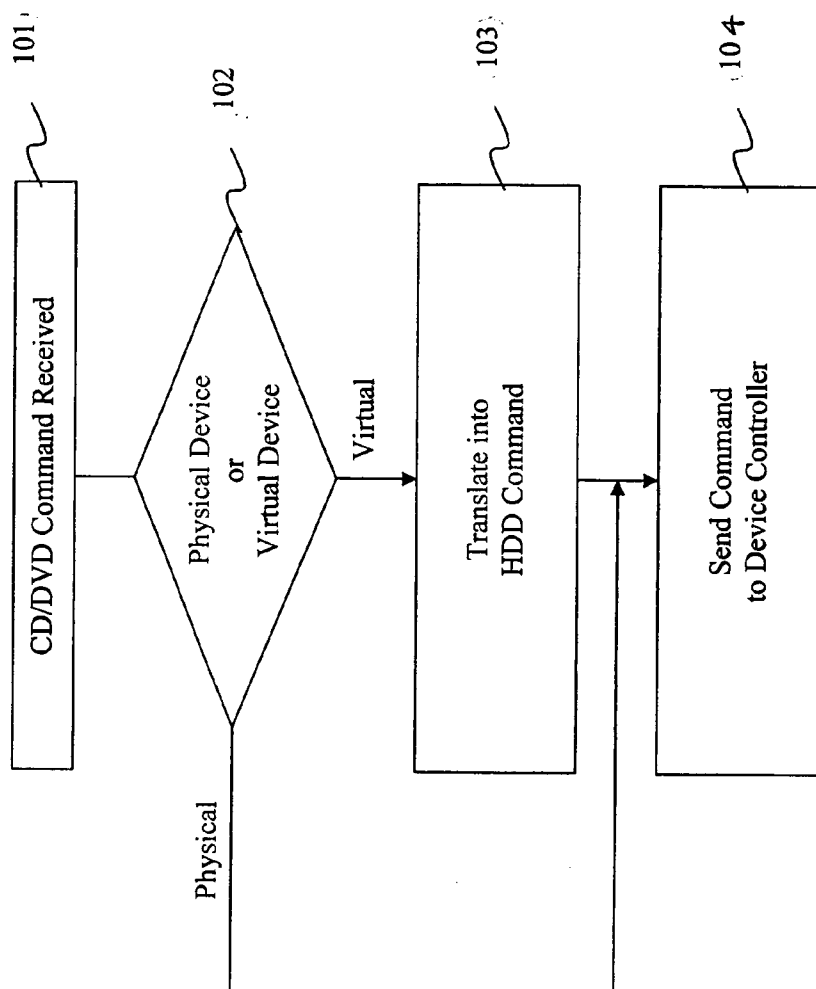 101
CD/DVD Command Received
102
Physical Device
or
Virtual Device
Physical
Virtual
103
Translate into
HDD Command
104
Send Command
to Device Controller